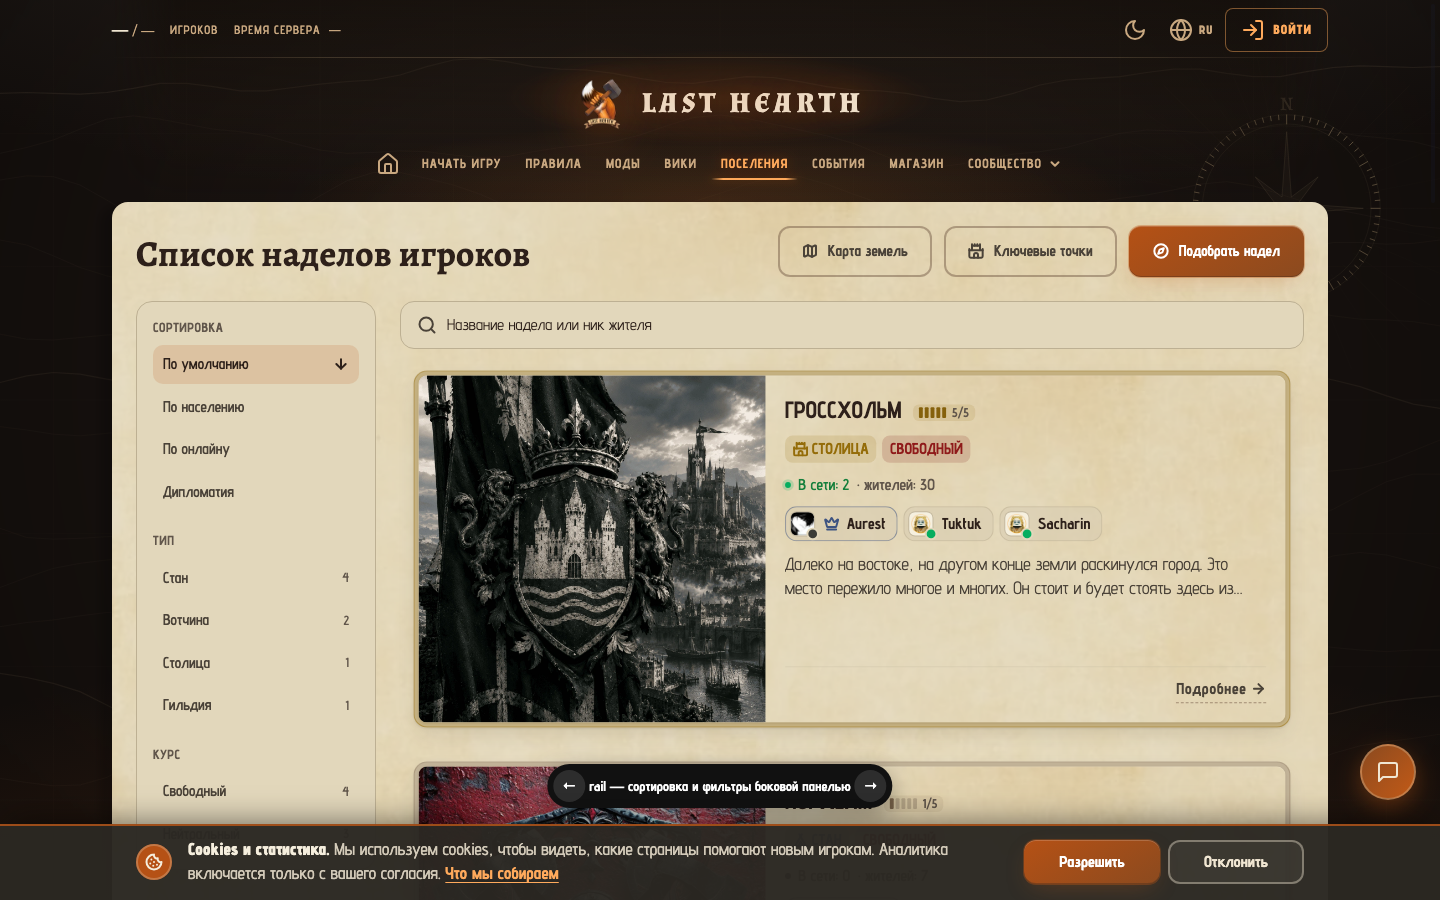 — / — ИГРОКОВ ВРЕМЯ СЕРВЕРА —
RU
ВОЙТИ
LAST HEARTH
N
НАЧАТЬ ИГРУ ПРАВИЛА МОДЫ ВИКИ ПОСЕЛЕНИЯ СОБЫТИЯ МАГАЗИН СООБЩЕСТВО
Список наделов игроков
Карта земель
Ключевые точки
Подобрать надел
СОРТИРОВКА
По умолчанию
По населению
По онлайну
Дипломатия
ТИП
Стан 4
Вотчина 2
Столица 1
Гильдия 1
КУРС
Свободный 4
Название надела или ник жителя
ГРОССХОЛЬМ 5/5
СТОЛИЦА СВОБОДНЫЙ
В сети: 2 · жителей: 30
Aurest Tuktuk Sacharin
Далеко на востоке, на другом конце земли раскинулся город. Это
место пережило многое и многих. Он стоит и будет стоять здесь из...
Подробнее →
← rail — сортировка и фильтры боковой панелью →
1/5
Cookies и статистика. Мы используем cookies, чтобы видеть, какие страницы помогают новым игрокам. Аналитика
включается только с вашего согласия. Что мы собираем
Разрешить
Отклонить